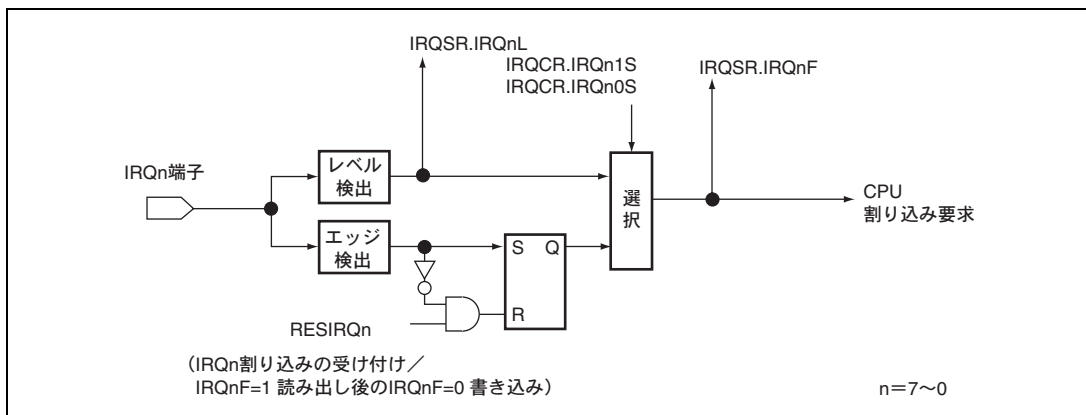 IRQSR.IRQnL
IRQCR.IRQn1S
IRQCR.IRQn0S
IRQSR.IRQnF
IRQn端子
レベル
検出
エッジ
検出
S Q
R
選
択
CPU
割り込み要求
RESIRQn
（IRQn割り込みの受け付け／
IRQnF=1 読み出し後のIRQnF=0 書き込み）
n＝7～0